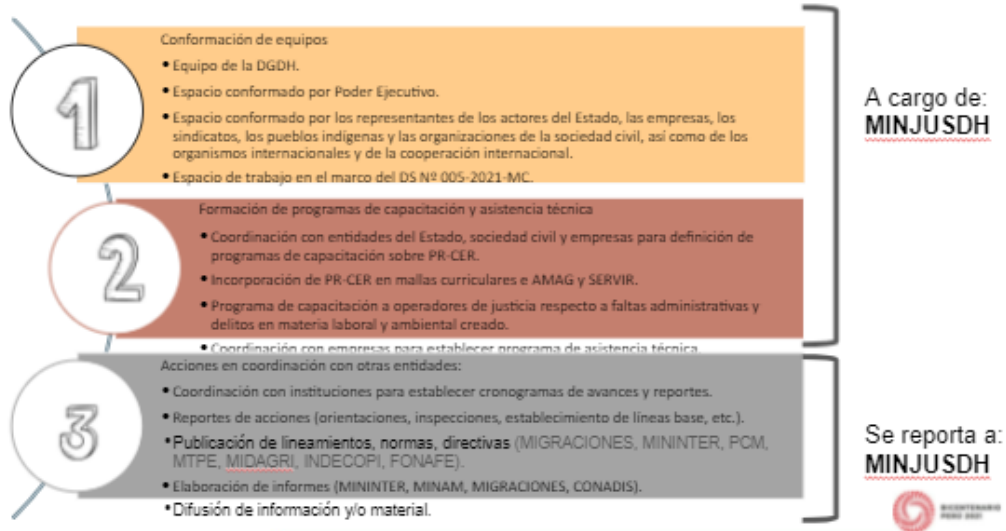 1
Conformación de equipos
• Equipo de la DGDH.
• Espacio conformado por Poder Ejecutivo.
• Espacio conformado por los representantes de los actores del Estado, las empresas, los
sindicatos, los pueblos indígenas y las organizaciones de la sociedad civil, así como de los
organismos internacionales y de la cooperación internacional.
• Espacio de trabajo en el marco del DS Nº 005-2021-MC.
A cargo de:
MINJUSDH
2
Formación de programas de capacitación y asistencia técnica
• Coordinación con entidades del Estado, sociedad civil y empresas para definición de
programas de capacitación sobre PR-CER.
• Incorporación de PR-CER en mallas curriculares e AMAG y SERVIR.
• Programa de capacitación a operadores de justicia respecto a faltas administrativas y
delitos en materia laboral y ambiental creado.
• Coordinación con empresas para establecer programa de asistencia técnica.
3
Acciones en coordinación con otras entidades:
• Coordinación con instituciones para establecer cronogramas de avances y reportes.
• Reportes de acciones (orientaciones, inspecciones, establecimiento de líneas base, etc.).
• Publicación de lineamientos, normas, directivas (MIGRACIONES, MININTER, PCM,
MTPE, MIDAGRI, INDECOPI, FONAFE).
• Elaboración de informes (MININTER, MINAM, MIGRACIONES, CONADIS).
• Difusión de información y/o material.
Se reporta a:
MINJUSDH
BICENTENARIO
PERÚ 2021